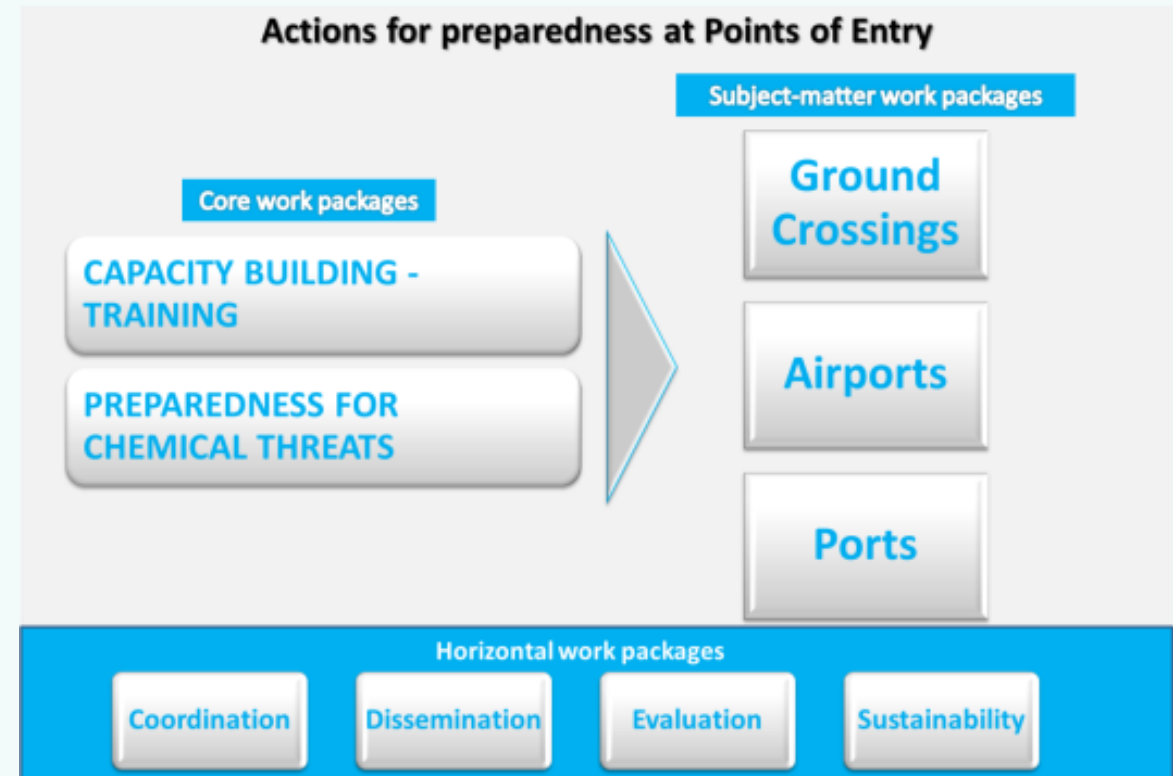 Actions for preparedness at Points of Entry
Subject-matter work packages
Core work packages
CAPACITY BUILDING -
TRAINING
PREPAREDNESS FOR
CHEMICAL THREATS
Ground
Crossings
Airports
Ports
Horizontal work packages
Coordination
Dissemination
Evaluation
Sustainability